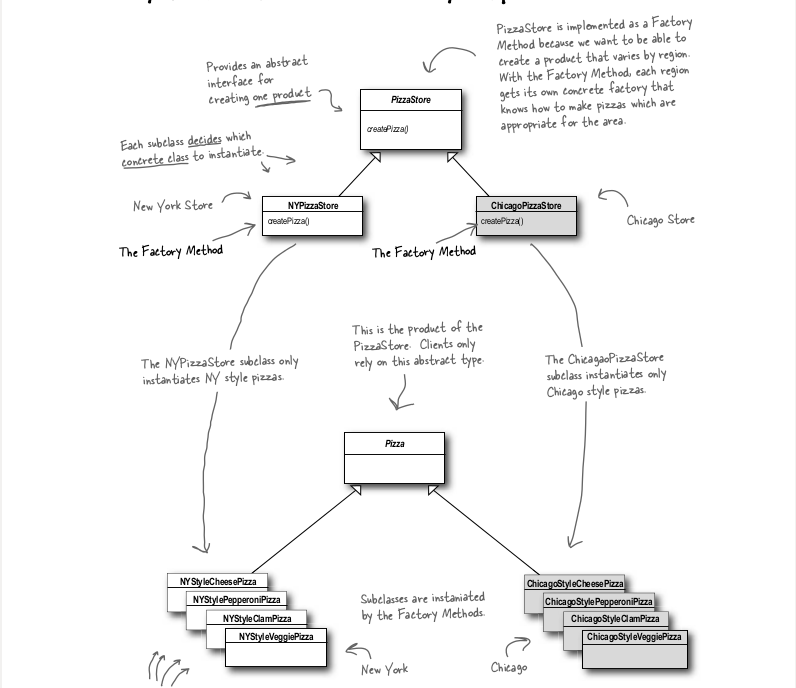 PizzaStore is implemented as a Factory
Method because we want to be able to
create a product that varies by region.
With the Factory Method, each region
gets its own concrete factory that
knows how to make pizzas which are
appropriate for the area.
Provides an abstract
interface for
creating one product
PizzaStore
createPizza()
Each subclass decides which
concrete class to instantiate.
New York Store
NYPizzaStore
createPizza()
ChicagoPizzaStore
createPizza()
Chicago Store
The Factory Method
The Factory Method
This is the product of the
PizzaStore. Clients only
rely on this abstract type.
The NYPizzaStore subclass only
instantiates NY style pizzas.
The ChicagaoPizzaStore
subclass instantiates only
Chicago style pizzas.
Pizza
NYStyleCheesePizza
NYStylePepperoniPizza
NYStyleClamPizza
NYStyleVeggiePizza
Subclasses are instaniated
by the Factory Methods.
ChicagoStyleCheesePizza
ChicagoStylePepperoniPizza
ChicagoStyleClamPizza
ChicagoStyleVeggiePizza
New York
Chicago